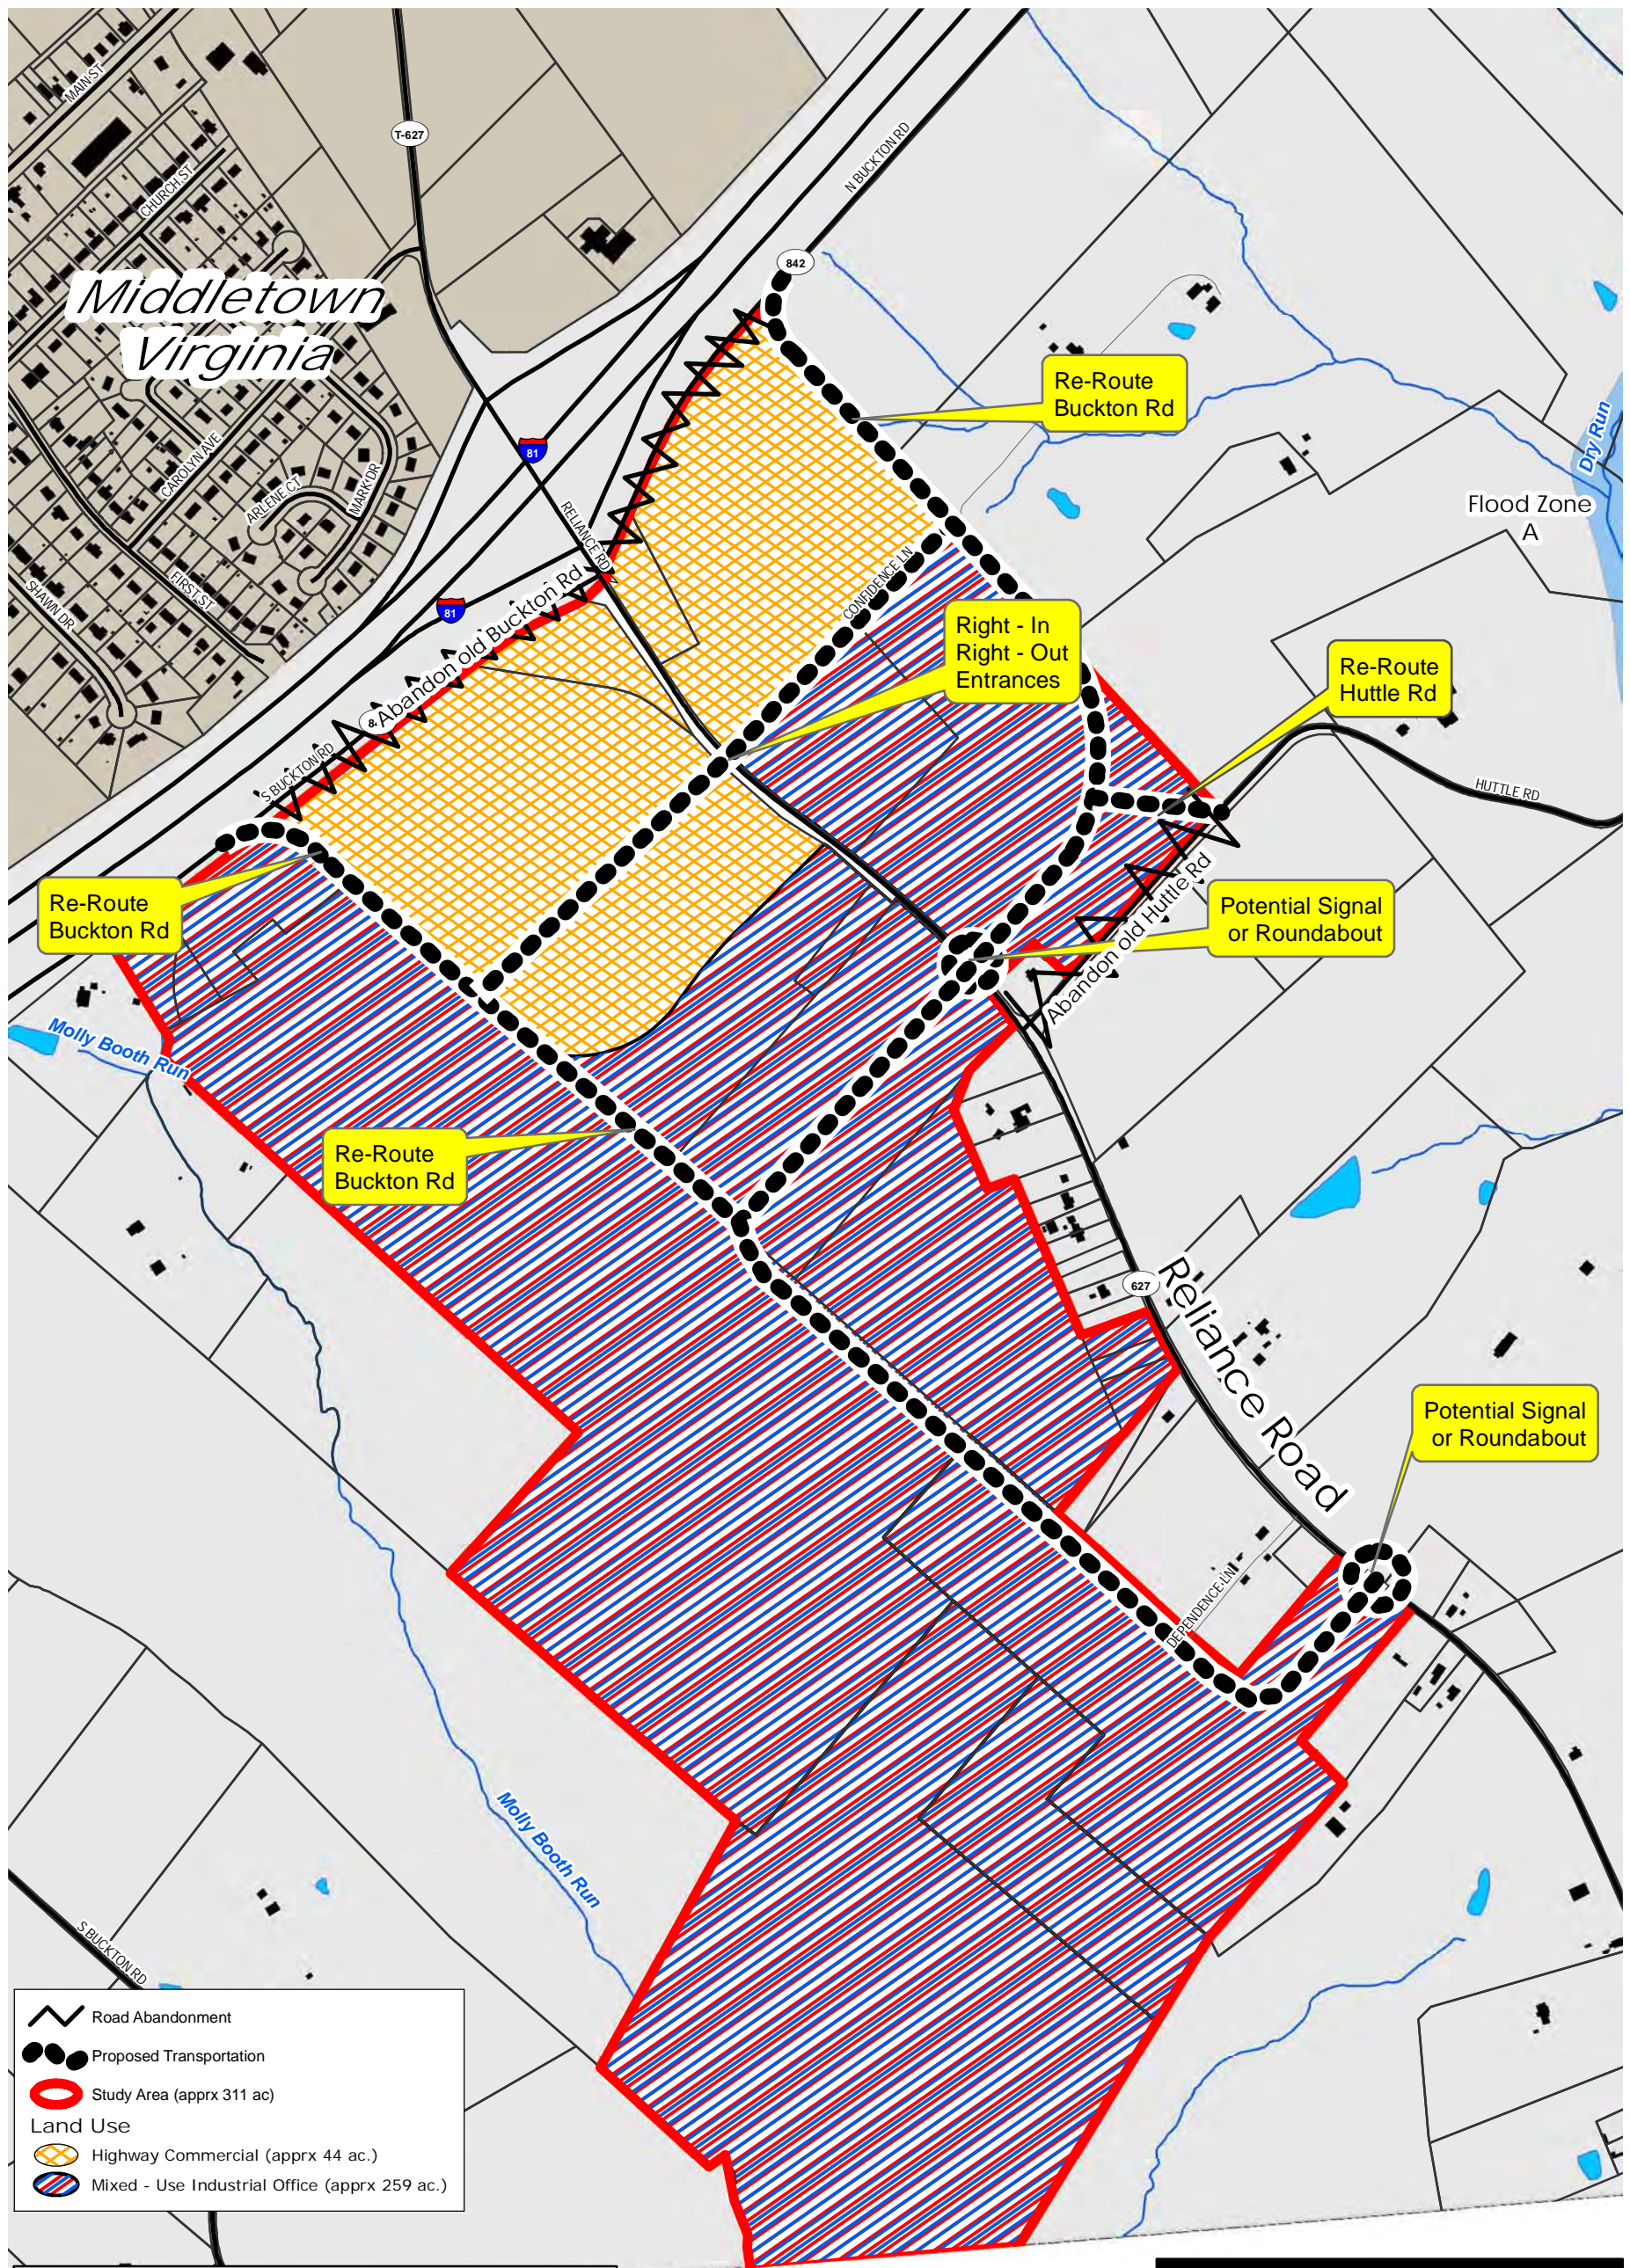 MAIN ST
CHURCH ST
T-627
N BUCKTON RD
842
Middletown
Virginia
Re-Route
Buckton Rd
81
CAROLYN AVE
ARLENE CT
MARK DR
Dry Run
Flood Zone
A
RELIANCE RD
CONFIDENCE LN
FIRST ST
SHAWN DR
81
Abandon old Buckton Rd
Right - In
Right - Out
Entrances
Re-Route
Huttle Rd
S BUCKTON RD
HUTTLE RD
Re-Route
Buckton Rd
Potential Signal
or Roundabout
Abandon old Huttle Rd
Molly Booth Run
Re-Route
Buckton Rd
627
Reliance Road
Potential Signal
or Roundabout
DEPENDENCE LN
Molly Booth Run
S BUCKTON RD
Road Abandonment
Proposed Transportation
Study Area (apprx 311 ac)
Land Use
Highway Commercial (apprx 44 ac.)
Mixed - Use Industrial Office (apprx 259 ac.)